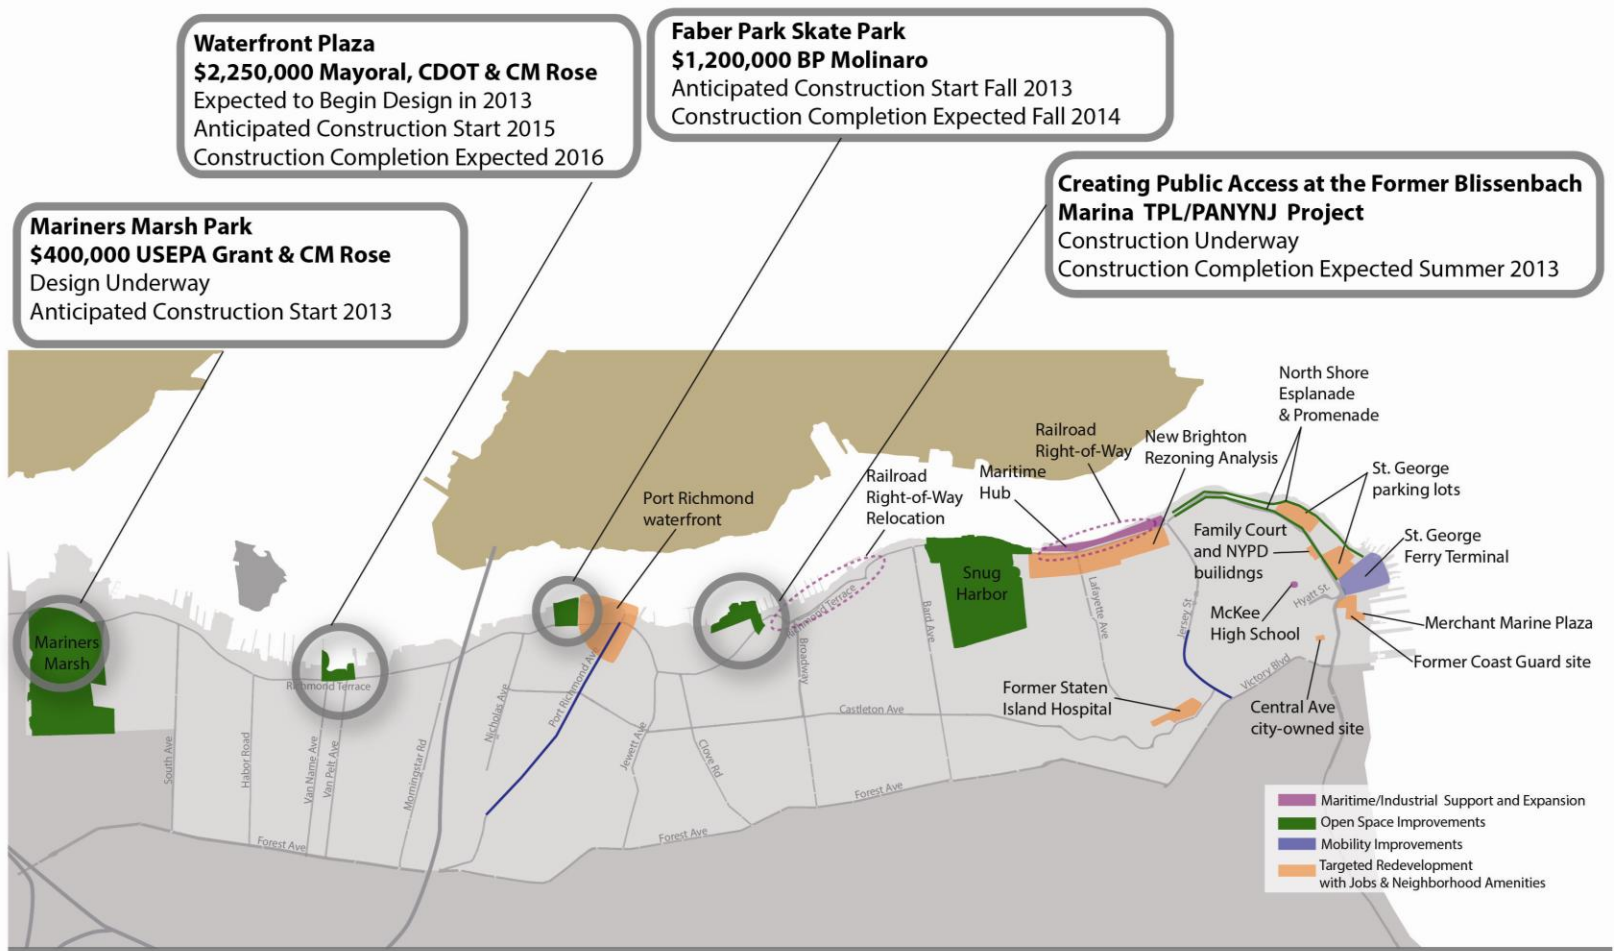 Waterfront Plaza
$2,250,000 Mayoral, CDOT & CM Rose
Expected to Begin Design in 2013
Anticipated Construction Start 2015
Construction Completion Expected 2016
Faber Park Skate Park
$1,200,000 BP Molinaro
Anticipated Construction Start Fall 2013
Construction Completion Expected Fall 2014
Creating Public Access at the Former Blissenbach
Marina TPL/PANYNJ Project
Construction Underway
Construction Completion Expected Summer 2013
Mariners Marsh Park
$400,000 USEPA Grant & CM Rose
Design Underway
Anticipated Construction Start 2013
North Shore
Esplanade
& Promenade
Railroad
Right-of-Way
New Brighton
Rezoning Analysis
Maritime
Hub
Railroad
Right-of-Way
Relocation
St. George
parking lots
Port Richmond
waterfront
Family Court
and NYPD
builidngs
St. George
Ferry Terminal
Snug
Harbor
McKee
High School
Hyatt St.
Merchant Marine Plaza
Former Coast Guard site
Mariners
Marsh
Richmond Terrace
Richmond Terrace
Broadway
Bard Ave
Lafayette Ave
Jersey St.
Victory Blvd
Former Staten
Island Hospital
Central Ave
city-owned site
Castleton Ave
South Ave
Habor Road
Van Name Ave
Van Pelt Ave
Morningstar Rd
Nicholas Ave
Port Richmond Ave
Jewett Ave
Clove Rd
Forest Ave
Forest Ave
Forest Ave
Maritime/Industrial Support and Expansion
Open Space Improvements
Mobility Improvements
Targeted Redevelopment
with Jobs & Neighborhood Amenities